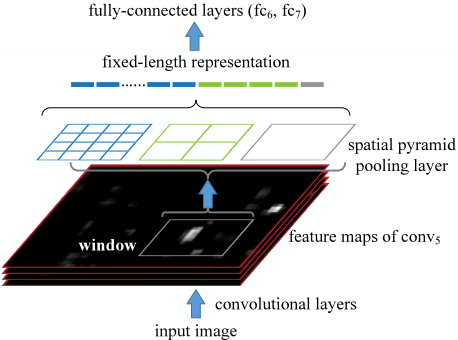 fully-connected layers (fc₆, fc₇)
fixed-length representation
......
spatial pyramid
pooling layer
window
feature maps of conv₅
convolutional layers
input image